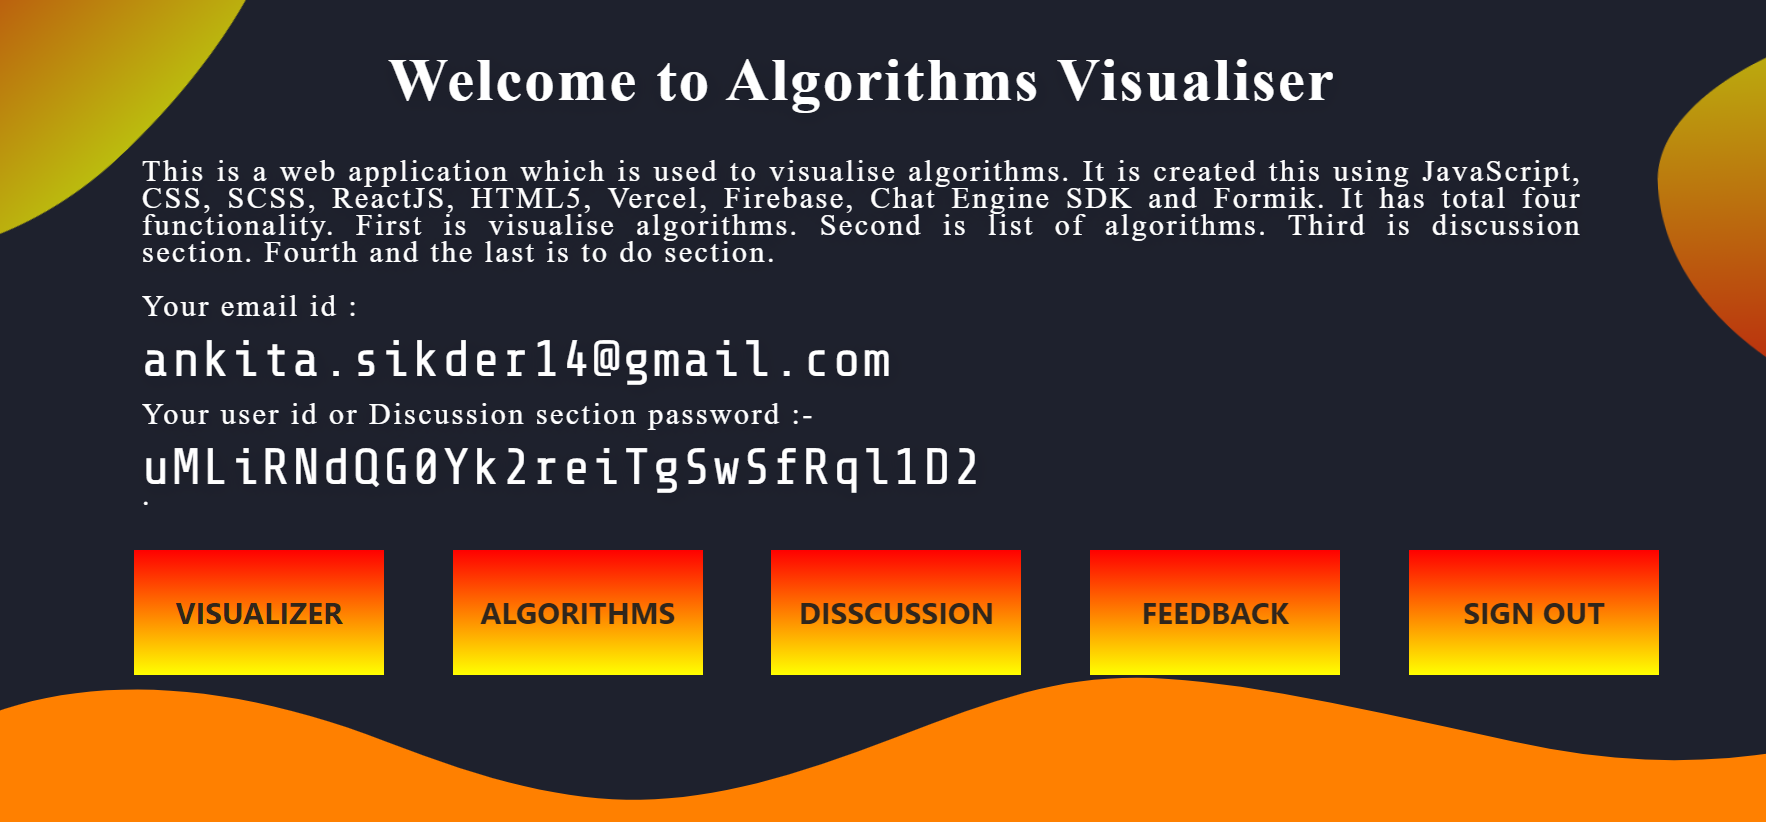 Welcome to Algorithms Visualiser
This is a web application which is used to visualise algorithms. It is created this using JavaScript,
CSS, SCSS, ReactJS, HTML5, Vercel, Firebase, Chat Engine SDK and Formik. It has total four
functionality. First is visualise algorithms. Second is list of algorithms. Third is discussion
section. Fourth and the last is to do section.
Your email id :
ankita.sikder14@gmail.com
Your user id or Discussion section password :-
uMLiRNdQG0Yk2reiTgSwSfRql1D2
.
VISUALIZER ALGORITHMS DISSCUSSION FEEDBACK SIGN OUT